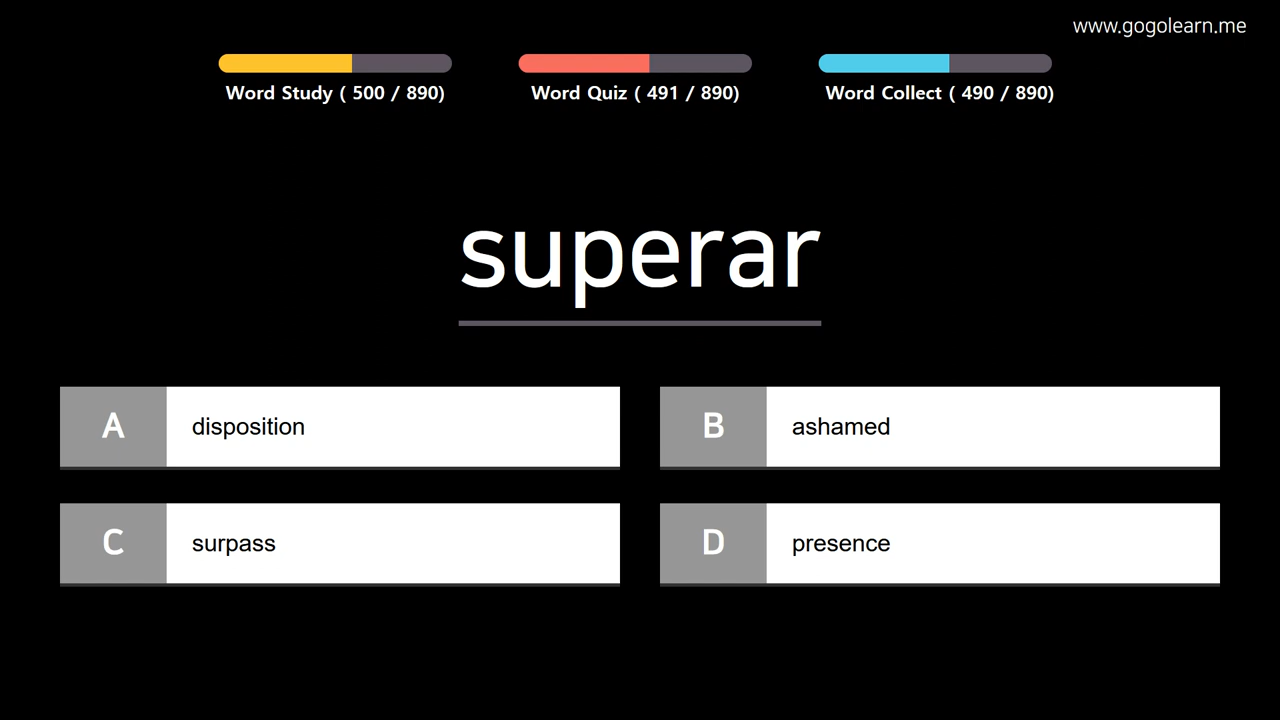 www.gogolearn.me
Word Study ( 500 / 890)
Word Quiz ( 491 / 890)
Word Collect ( 490 / 890)
superar
A disposition
B ashamed
C surpass
D presence